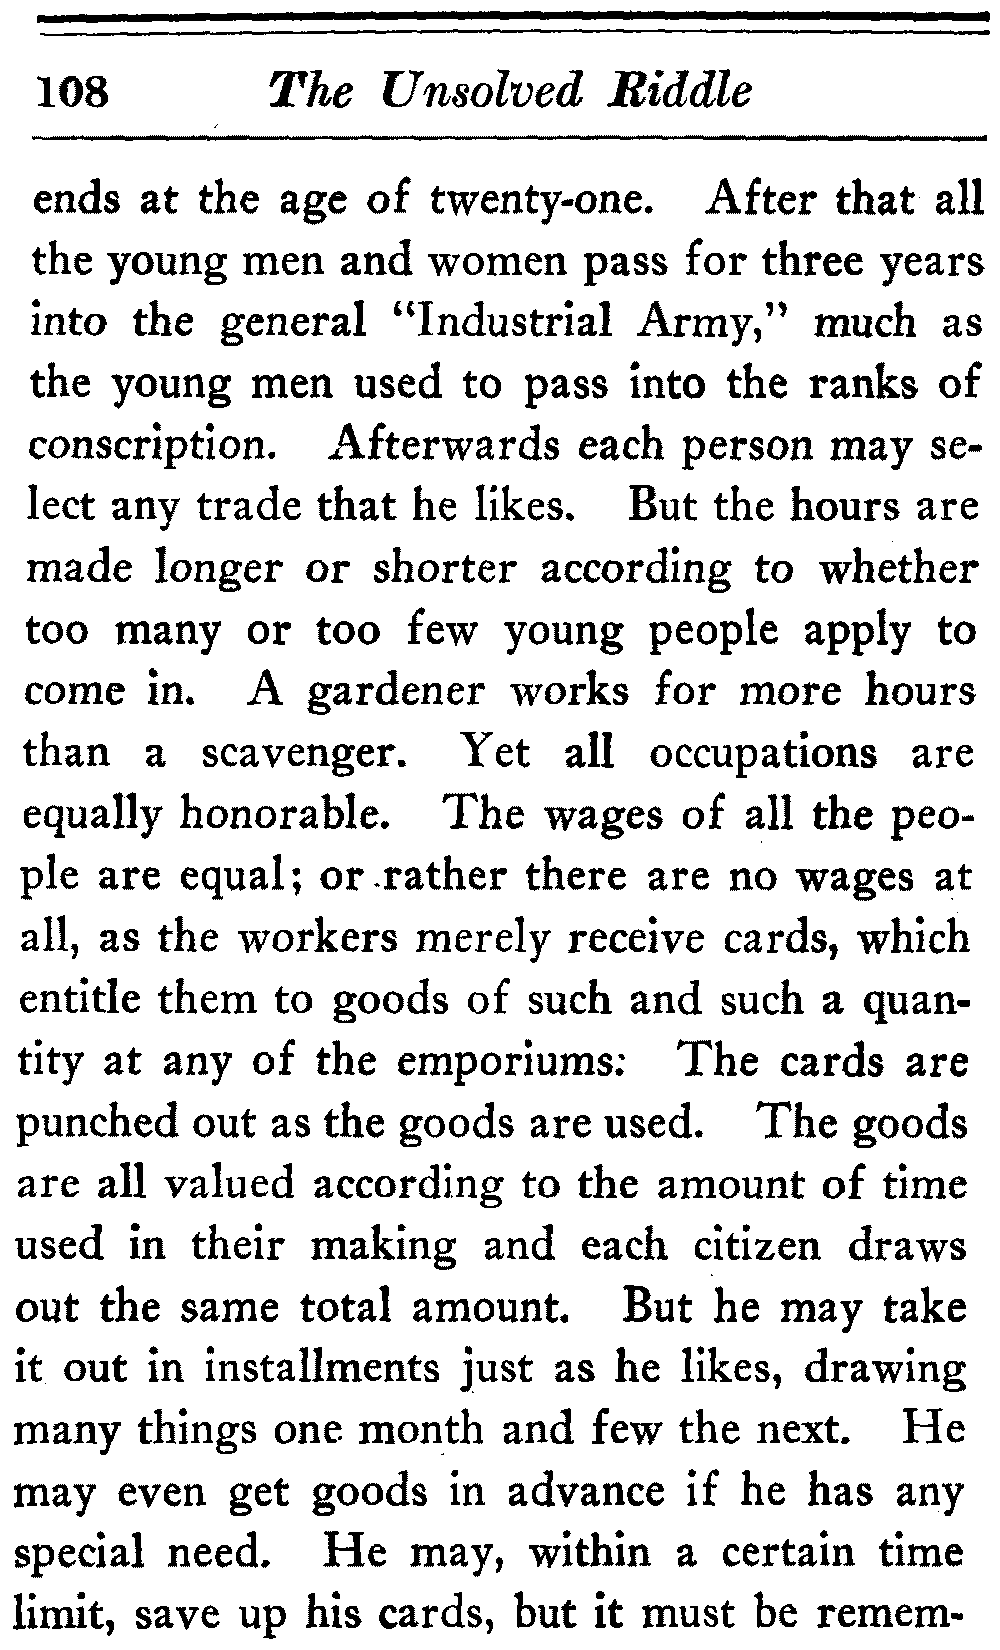 108 The Unsolved Riddle
ends at the age of twenty-one. After that all
the young men and women pass for three years
into the general "Industrial Army," much as
the young men used to pass into the ranks of
conscription. Afterwards each person may se-
lect any trade that he likes. But the hours are
made longer or shorter according to whether
too many or too few young people apply to
come in. A gardener works for more hours
than a scavenger. Yet all occupations are
equally honorable. The wages of all the peo-
ple are equal; or rather there are no wages at
all, as the workers merely receive cards, which
entitle them to goods of such and such a quan-
tity at any of the emporiums: The cards are
punched out as the goods are used. The goods
are all valued according to the amount of time
used in their making and each citizen draws
out the same total amount. But he may take
it out in installments just as he likes, drawing
many things one month and few the next. He
may even get goods in advance if he has any
special need. He may, within a certain time
limit, save up his cards, but it must be remem-